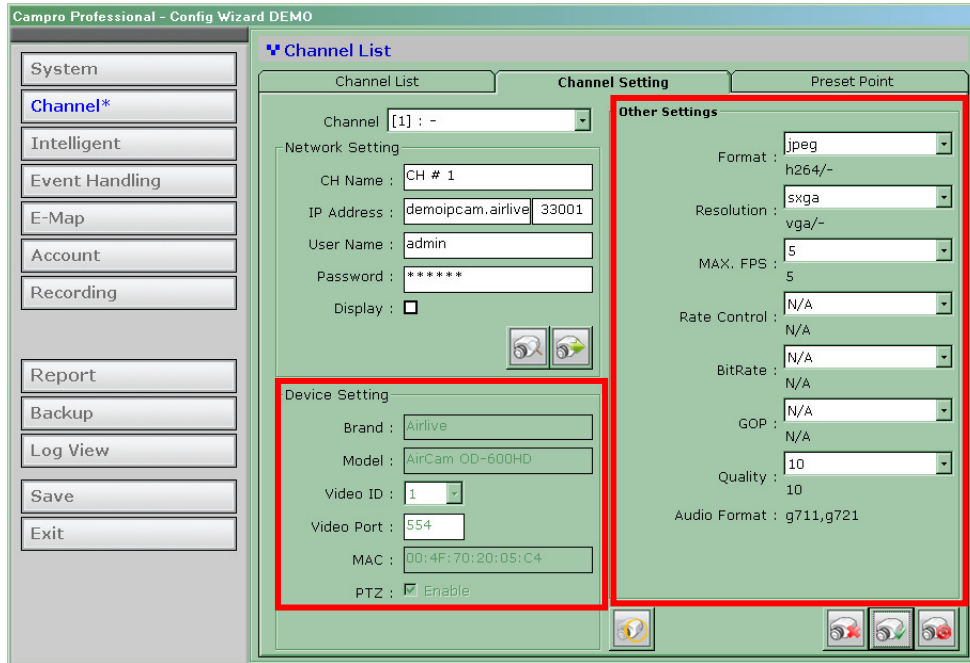 Campro Professional - Config Wizard DEMO
System
Channel*
Intelligent
Event Handling
E-Map
Account
Recording
Report
Backup
Log View
Save
Exit
Channel List
Channel List
Channel Setting
Preset Point
Channel [1] : -
Network Setting
CH Name : CH # 1
IP Address : demoipcam.airlive 33001
User Name : admin
Password : ******
Display :
Device Setting
Brand : Airlive
Model : AirCam OD-600HD
Video ID : 1
Video Port : 554
MAC : 00:4F:70:20:05:C4
PTZ : Enable
Other Settings
Format : jpeg
h264/-
Resolution : sxga
vga/-
MAX. FPS : 5
5
Rate Control : N/A
N/A
BitRate : N/A
N/A
GOP : N/A
N/A
Quality : 10
10
Audio Format : g711,g721